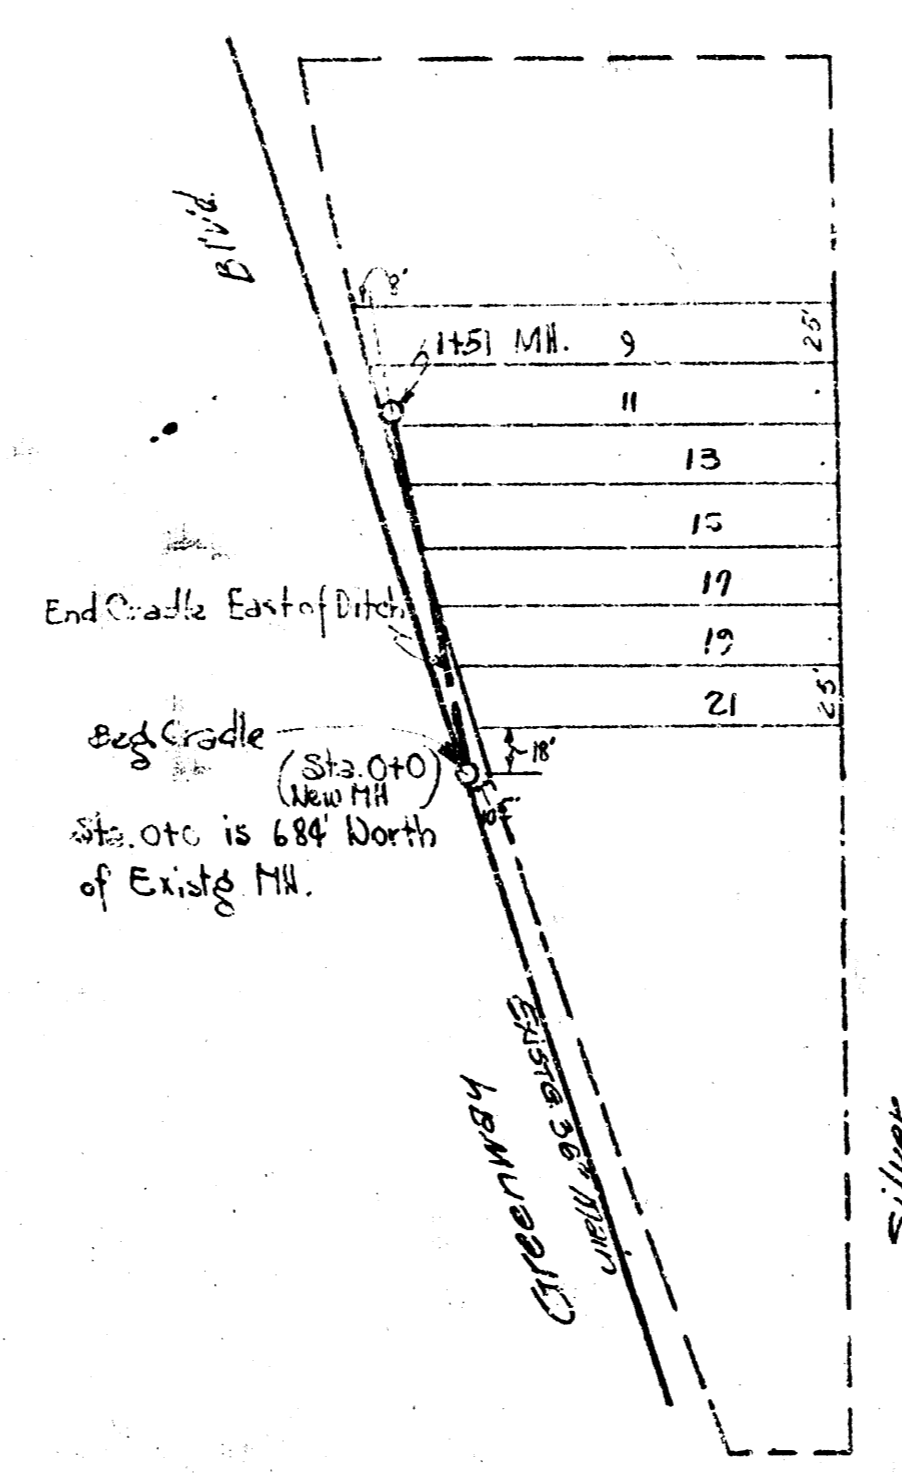 Blv'd.
8'
1+51 MH.
9
25'
11
13
15
17
19
21
25'
End Cradle East of Ditch
Beg. Cradle
(Sta. 0+0)
(New MH)
18'
Sta. 0+0 is 684' North
of Existg. MH.
Existg. 36" Main
Greenway
Silver